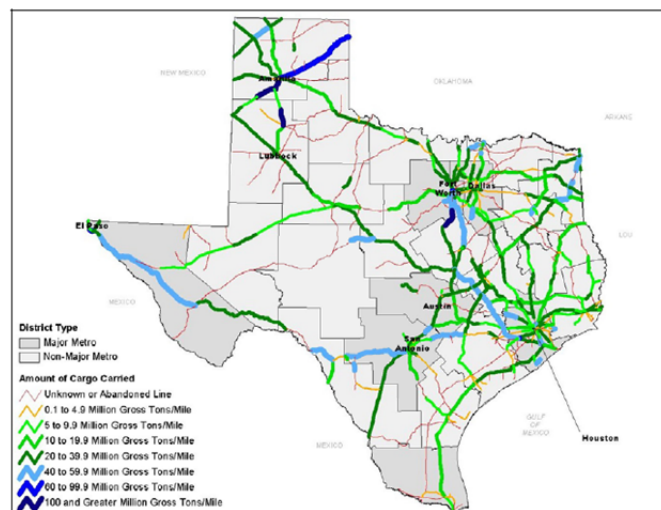 NEW MEXICO
OKLAHOMA
Amarillo
ARKANS
Lubbock
Fort
Worth
Dallas
El Paso
LOU
MEXICO
Austin
San
Antonio
GULF
OF
MEXICO
MEXICO
Houston
District Type
Major Metro
Non-Major Metro
Amount of Cargo Carried
Unknown or Abandoned Line
0.1 to 4.9 Million Gross Tons/Mile
5 to 9.9 Million Gross Tons/Mile
10 to 19.9 Million Gross Tons/Mile
20 to 39.9 Million Gross Tons/Mile
40 to 59.9 Million Gross Tons/Mile
60 to 99.9 Million Gross Tons/Mile
100 and Greater Million Gross Tons/Mile